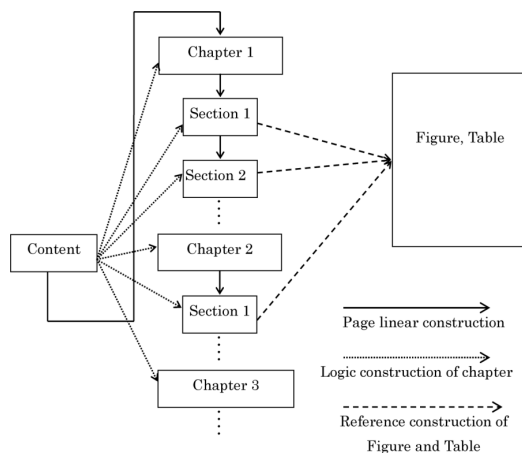 Chapter 1
Section 1
Figure, Table
Section 2
Content
Chapter 2
Section 1
Page linear construction
Logic construction of chapter
Chapter 3
Reference construction of
Figure and Table